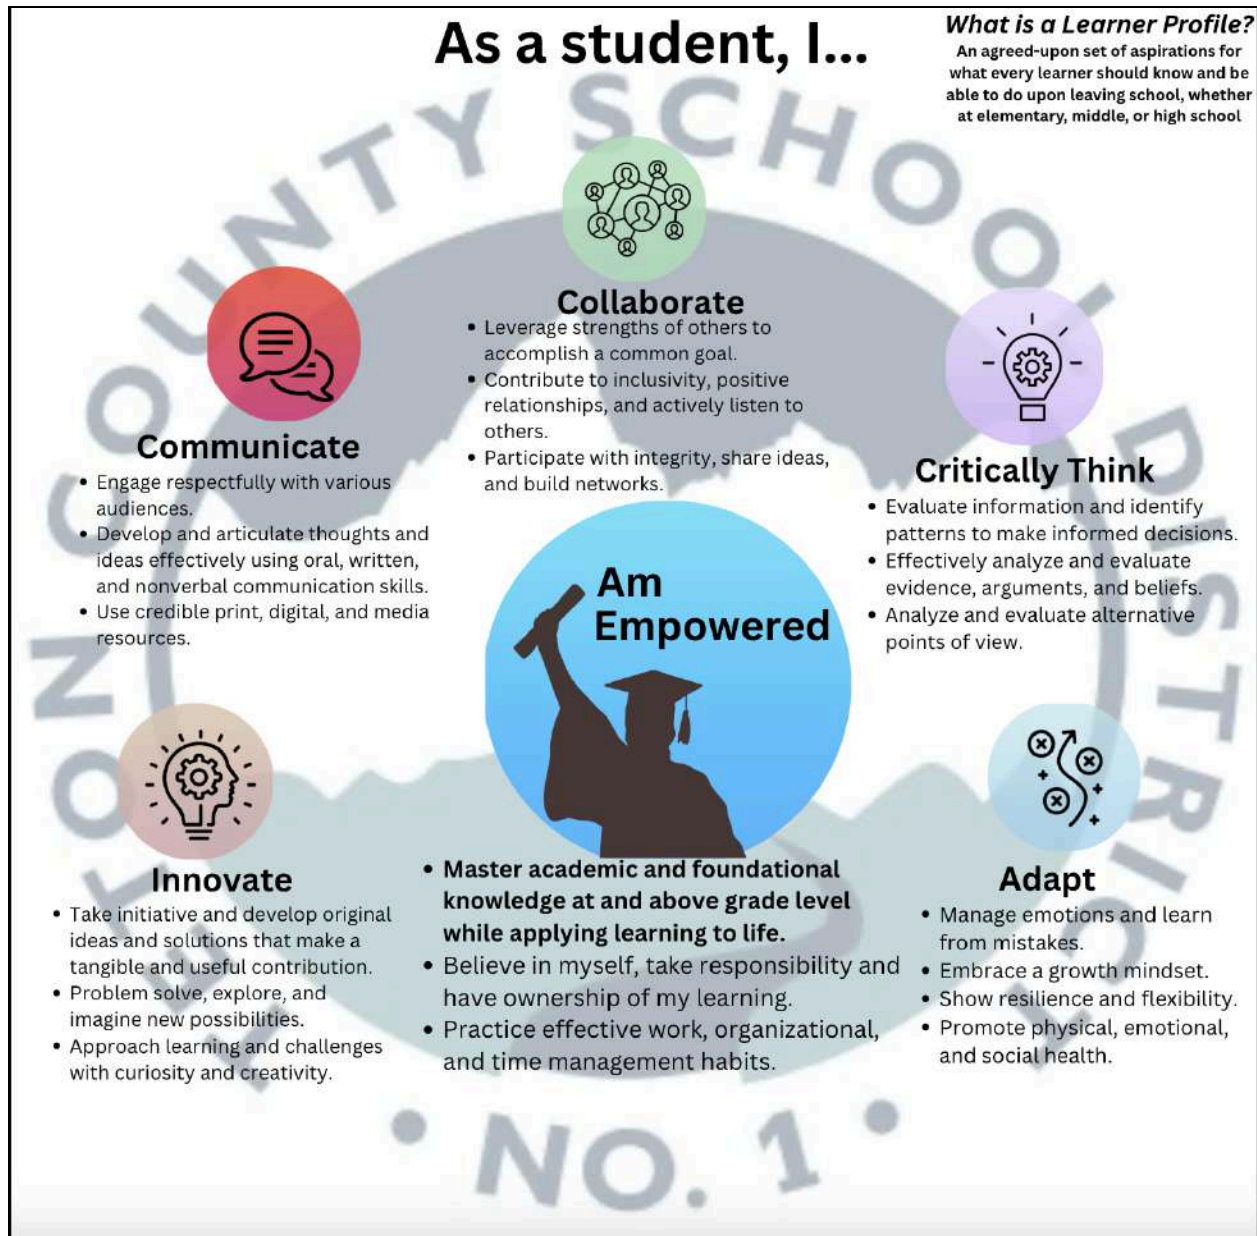 As a student, I...
What is a Learner Profile?
An agreed-upon set of aspirations for
what every learner should know and be
able to do upon leaving school, whether
at elementary, middle, or high school
TETON COUNTY SCHOOL DISTRICT
• NO. 1 •
Collaborate
• Leverage strengths of others to
accomplish a common goal.
• Contribute to inclusivity, positive
relationships, and actively listen to
others.
• Participate with integrity, share ideas,
and build networks.
Communicate
• Engage respectfully with various
audiences.
• Develop and articulate thoughts and
ideas effectively using oral, written,
and nonverbal communication skills.
• Use credible print, digital, and media
resources.
Critically Think
• Evaluate information and identify
patterns to make informed decisions.
• Effectively analyze and evaluate
evidence, arguments, and beliefs.
• Analyze and evaluate alternative
points of view.
Am
Empowered
• Master academic and foundational
knowledge at and above grade level
while applying learning to life.
• Believe in myself, take responsibility and
have ownership of my learning.
• Practice effective work, organizational,
and time management habits.
Innovate
• Take initiative and develop original
ideas and solutions that make a
tangible and useful contribution.
• Problem solve, explore, and
imagine new possibilities.
• Approach learning and challenges
with curiosity and creativity.
Adapt
• Manage emotions and learn
from mistakes.
• Embrace a growth mindset.
• Show resilience and flexibility.
• Promote physical, emotional,
and social health.